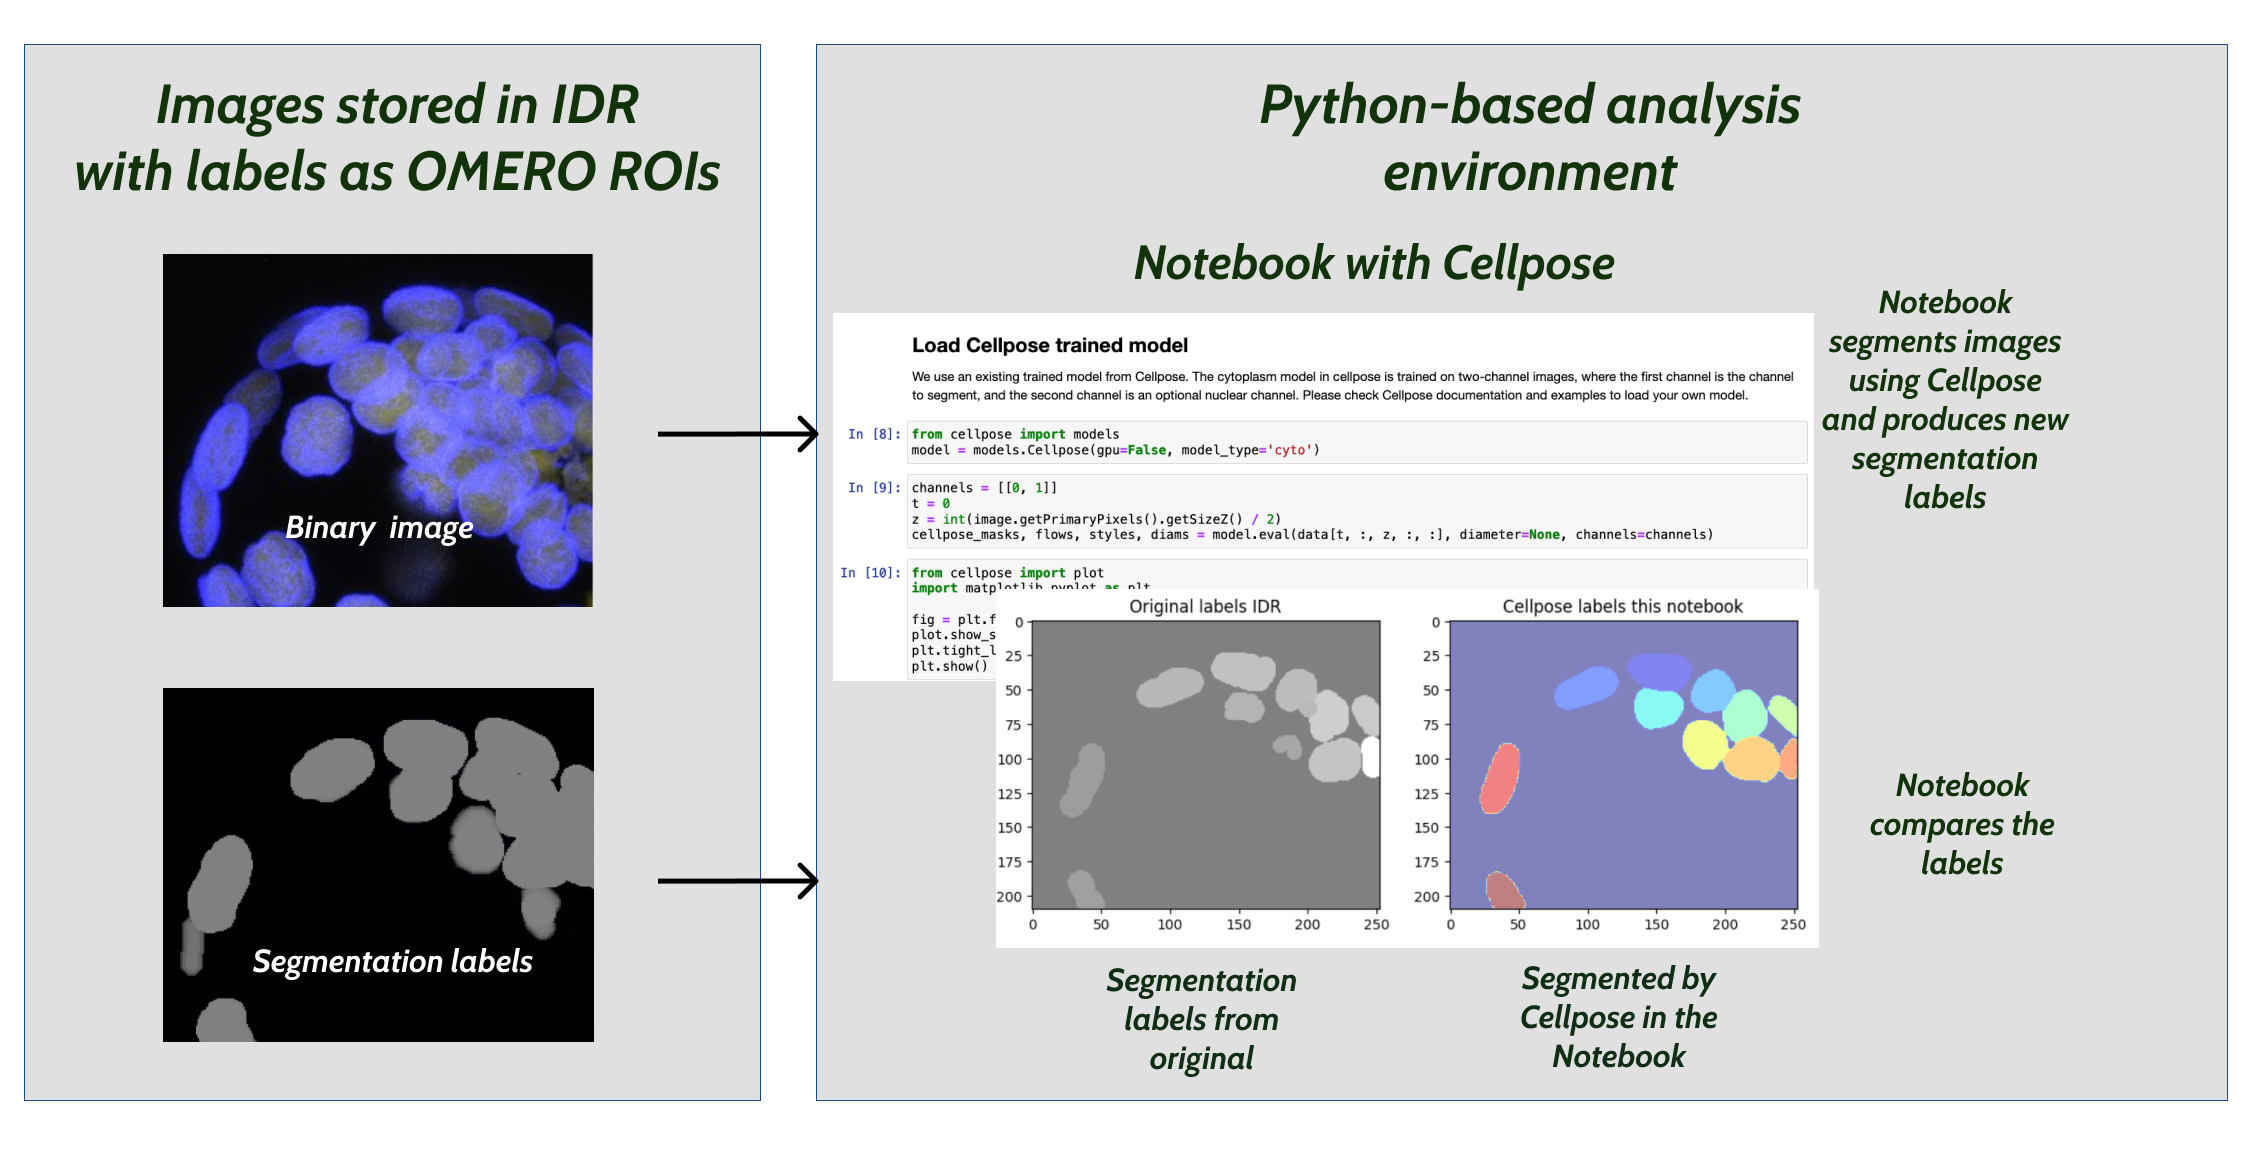 Images stored in IDR
with labels as OMERO ROIs
Binary  image
Segmentation labels
Python-based analysis
environment
Notebook with Cellpose
Load Cellpose trained model
We use an existing trained model from Cellpose. The cytoplasm model in cellpose is trained on two-channel images, where the first channel is the channel
to segment, and the second channel is an optional nuclear channel. Please check Cellpose documentation and examples to load your own model.
In [8]: from cellpose import models
model = models.Cellpose(gpu=False, model_type='cyto')
In [9]: channels = [[0, 1]]
t = 0
z = int(image.getPrimaryPixels().getSizeZ() / 2)
cellpose_masks, flows, styles, diams = model.eval(data[t, :, z, :, :], diameter=None, channels=channels)
In [10]: from cellpose import plot
import matplotlib.pyplot as plt
fig = plt.f
plot.show_s
plt.tight_l
plt.show()
Original labels IDR
0
25
50
75
100
125
150
175
200
0 50 100 150 200 250
Cellpose labels this notebook
0
25
50
75
100
125
150
175
200
0 50 100 150 200 250
Segmentation
labels from
original
Segmented by
Cellpose in the
Notebook
Notebook
segments images
using Cellpose
and produces new
segmentation
labels
Notebook
compares the
labels